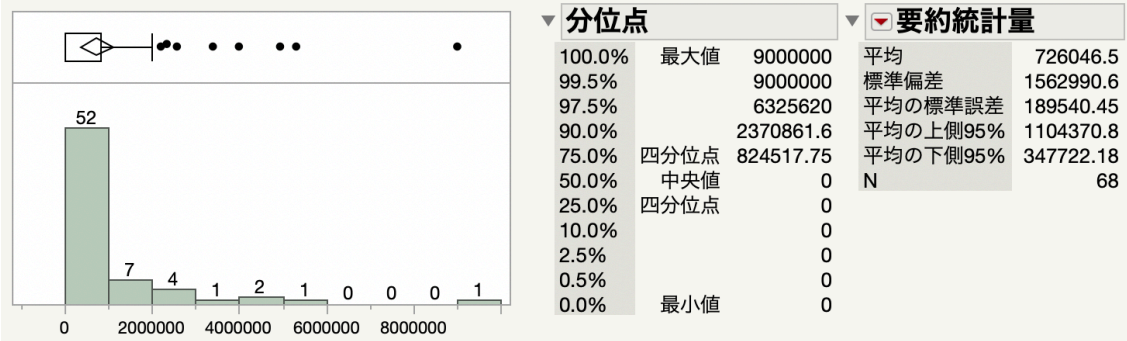 52
7
4
1
2
1
0
0
0
1
0
2000000
4000000
6000000
8000000
分位点
100.0% 最大値 9000000
99.5% 9000000
97.5% 6325620
90.0% 2370861.6
75.0% 四分位点 824517.75
50.0% 中央値 0
25.0% 四分位点 0
10.0% 0
2.5% 0
0.5% 0
0.0% 最小値 0
要約統計量
平均 726046.5
標準偏差 1562990.6
平均の標準誤差 189540.45
平均の上側95% 1104370.8
平均の下側95% 347722.18
N 68